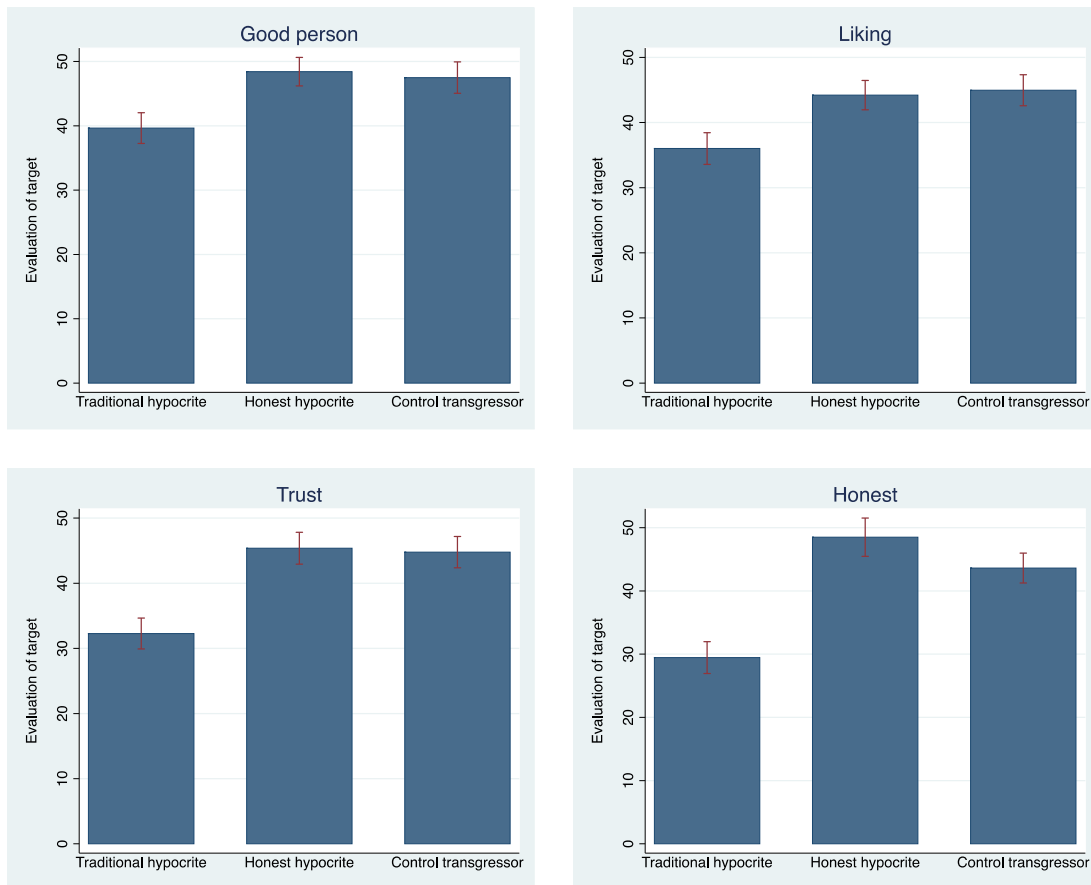 Good person
Evaluation of target
50
40
30
20
10
0
Traditional hypocrite Honest hypocrite Control transgressor
Liking
Evaluation of target
50
40
30
20
10
0
Traditional hypocrite Honest hypocrite Control transgressor
Trust
Evaluation of target
50
40
30
20
10
0
Traditional hypocrite Honest hypocrite Control transgressor
Honest
Evaluation of target
50
40
30
20
10
0
Traditional hypocrite Honest hypocrite Control transgressor